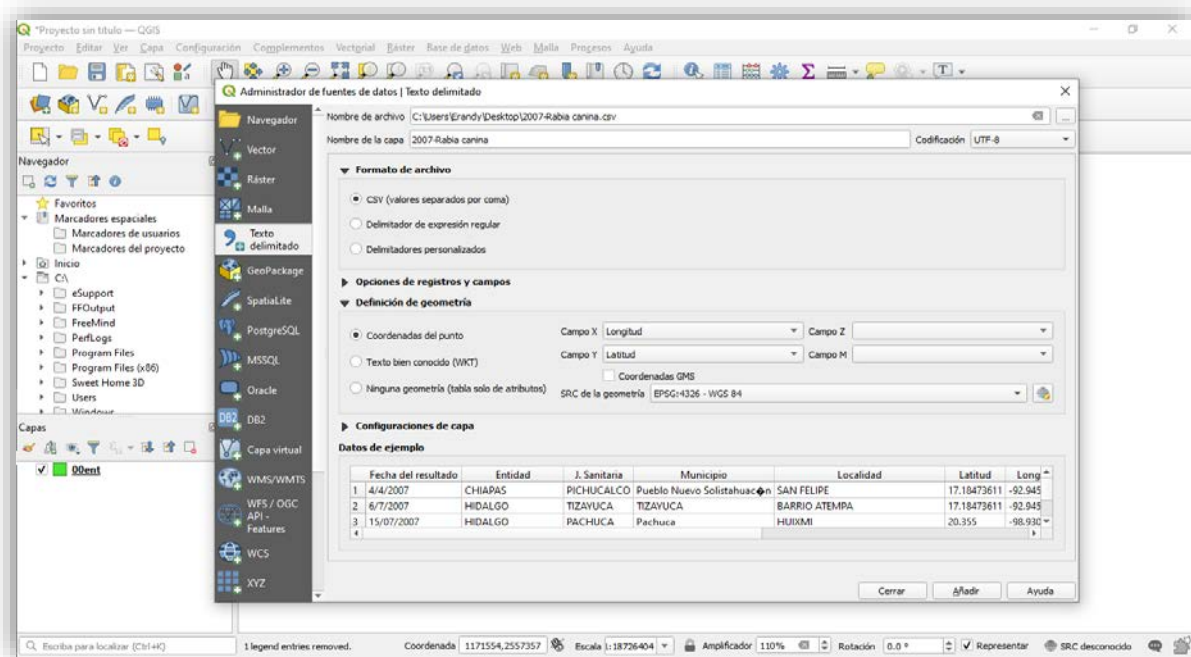 *Proyecto sin título — QGIS
Proyecto Editar Ver Capa Configuración Complementos Vectorial Ráster Base de datos Web Malla Procesos Ayuda
Administrador de fuentes de datos | Texto delimitado
Navegador
Vector
Ráster
Malla
Texto delimitado
GeoPackage
SpatiaLite
PostgreSQL
MSSQL
Oracle
DB2
Capa virtual
WMS/WMTS
WFS / OGC API - Features
WCS
XYZ
Nombre de archivo C:\Users\Erandy\Desktop\2007-Rabia canina.csv
Nombre de la capa 2007-Rabia canina Codificación UTF-8
Formato de archivo
CSV (valores separados por coma)
Delimitador de expresión regular
Delimitadores personalizados
Opciones de registros y campos
Definición de geometría
Coordenadas del punto
Texto bien conocido (WKT)
Ninguna geometría (tabla solo de atributos)
Campo X Longitud Campo Z
Campo Y Latitud Campo M
Coordenadas GMS
SRC de la geometría EPSG:4326 - WGS 84
Configuraciones de capa
Datos de ejemplo
Fecha del resultado Entidad J. Sanitaria Municipio Localidad Latitud Long
1 4/4/2007 CHIAPAS PICHUCALCO Pueblo Nuevo Solistahuac�n SAN FELIPE 17.18473611 -92.945
2 6/7/2007 HIDALGO TIZAYUCA TIZAYUCA BARRIO ATEMPA 17.18473611 -92.945
3 15/07/2007 HIDALGO PACHUCA Pachuca HUIXMI 20.355 -98.930
Cerrar Añadir Ayuda
Navegador
Favoritos
Marcadores espaciales
Marcadores de usuarios
Marcadores del proyecto
Inicio
C:\
eSupport
FFOutput
FreeMind
PerfLogs
Program Files
Program Files (x86)
Sweet Home 3D
Users
Windows
Capas
00ent
Escriba para localizar (Ctrl+K) 1 legend entries removed. Coordenada 1171554,2557357 Escala 1:18726404 Amplificador 110% Rotación 0.0 ° Representar SRC desconocido